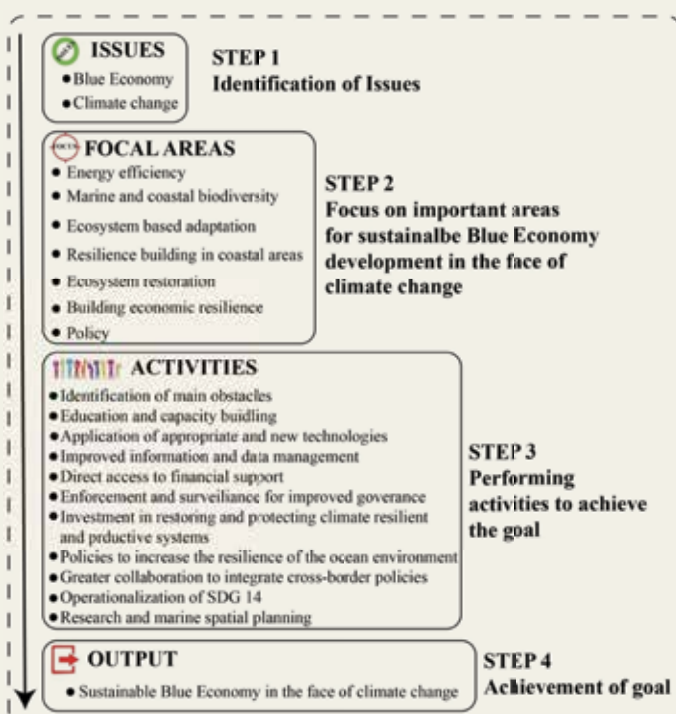 ISSUES
• Blue Economy
• Climate change
STEP 1
Identification of Issues
FOCUS
FOCAL AREAS
• Energy efficiency
• Marine and coastal biodiversity
• Ecosystem based adaptation
• Resilience building in coastal areas
• Ecosystem restoration
• Building economic resilience
• Policy
STEP 2
Focus on important areas
for sustainalbe Blue Economy
development in the face of
climate change
ACTIVITIES
• Identification of main obstacles
• Education and capacity buidling
• Application of appropriate and new technologies
• Improved information and data management
• Direct access to financial support
• Enforcement and surveiliance for improved goverance
• Investment in restoring and protecting climate resilient
and prductive systems
• Policies to increase the resilience of the ocean environment
• Greater collaboration to integrate cross-border policies
• Operationalization of SDG 14
• Research and marine spatial planning
STEP 3
Performing
activities to achieve
the goal
OUTPUT
• Sustainable Blue Economy in the face of climate change
STEP 4
Achievement of goal